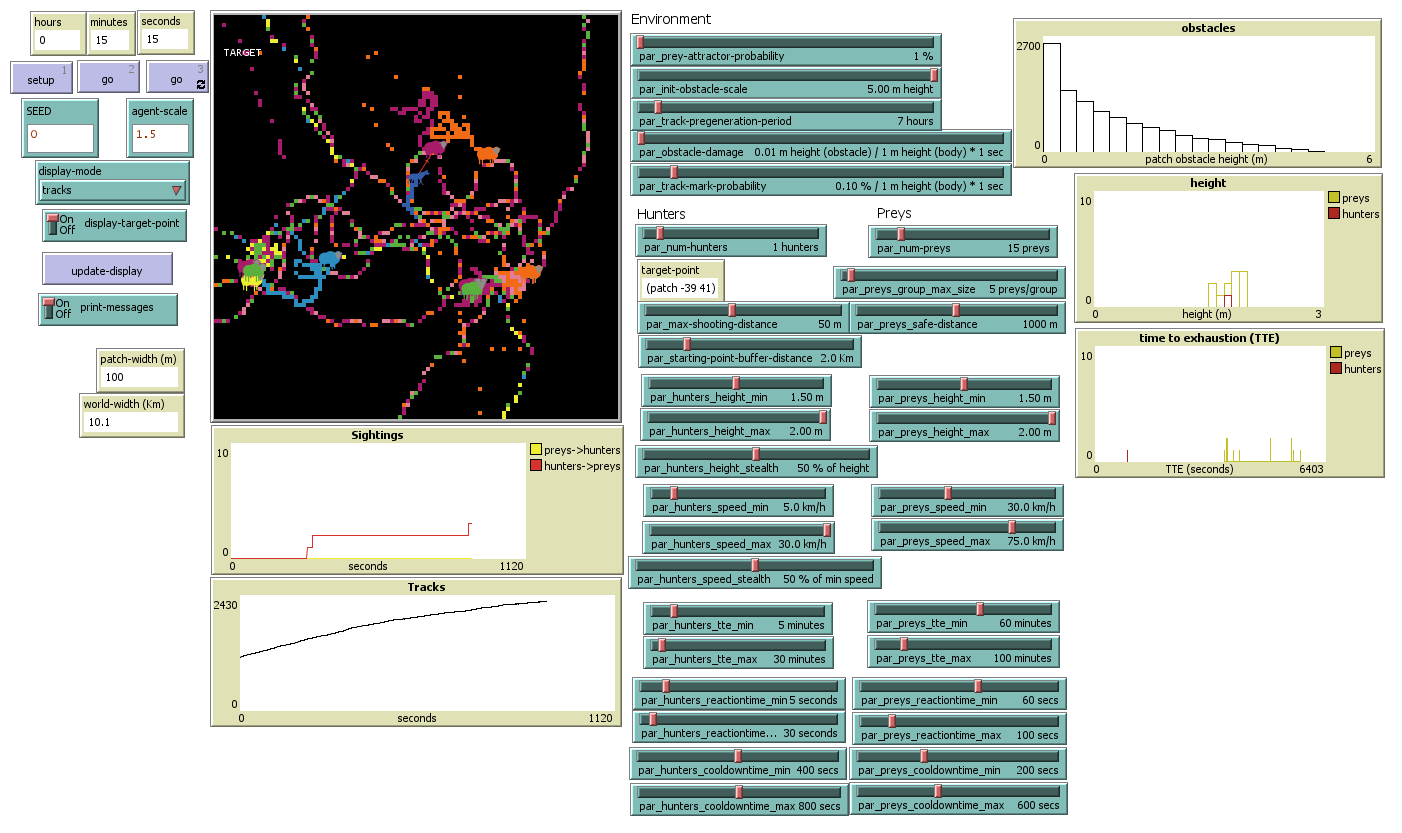 hours
0
minutes
15
seconds
15
setup
1
go
2
go
3
SEED
0
agent-scale
1.5
display-mode
tracks
On
Off
display-target-point
update-display
On
Off
print-messages
patch-width (m)
100
world-width (Km)
10.1
TARGET
Sightings
10
0
0
seconds
1120
preys->hunters
hunters->preys
Tracks
2430
0
0
seconds
1120
Environment
par_prey-attractor-probability 1 %
par_init-obstacle-scale 5.00 m height
par_track-pregeneration-period 7 hours
par_obstacle-damage 0.01 m height (obstacle) / 1 m height (body) * 1 sec
par_track-mark-probability 0.10 % / 1 m height (body) * 1 sec
Hunters
Preys
par_num-hunters 1 hunters
par_num-preys 15 preys
target-point
(patch -39 41)
par_preys_group_max_size 5 preys/group
par_max-shooting-distance 50 m
par_preys_safe-distance 1000 m
par_starting-point-buffer-distance 2.0 Km
par_hunters_height_min 1.50 m
par_preys_height_min 1.50 m
par_hunters_height_max 2.00 m
par_preys_height_max 2.00 m
par_hunters_height_stealth 50 % of height
par_hunters_speed_min 5.0 km/h
par_preys_speed_min 30.0 km/h
par_hunters_speed_max 30.0 km/h
par_preys_speed_max 75.0 km/h
par_hunters_speed_stealth 50 % of min speed
par_hunters_tte_min 5 minutes
par_preys_tte_min 60 minutes
par_hunters_tte_max 30 minutes
par_preys_tte_max 100 minutes
par_hunters_reactiontime_min 5 seconds
par_preys_reactiontime_min 60 secs
par_hunters_reactiontime... 30 seconds
par_preys_reactiontime_max 100 secs
par_hunters_cooldowntime_min 400 secs
par_preys_cooldowntime_min 200 secs
par_hunters_cooldowntime_max 800 secs
par_preys_cooldowntime_max 600 secs
obstacles
2700
0
0
patch obstacle height (m)
6
height
10
0
0
height (m)
3
preys
hunters
time to exhaustion (TTE)
10
0
0
TTE (seconds)
6403
preys
hunters